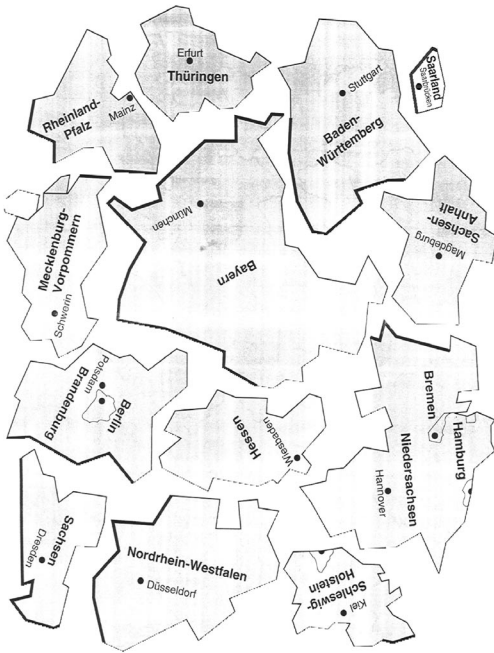 Erfurt
Thüringen
Rheinland-
Pfalz
Mainz
Stuttgart
Baden-
Württemberg
Saarland
Saarbrücken
Mecklenburg-
Vorpommern
Schwerin
München
Bayern
Sachsen-
Anhalt
Magdeburg
Potsdam
Brandenburg
Berlin
Hessen
Wiesbaden
Bremen
Hamburg
Niedersachsen
Hannover
Sachsen
Dresden
Nordrhein-Westfalen
Düsseldorf
Schleswig-
Holstein
Kiel